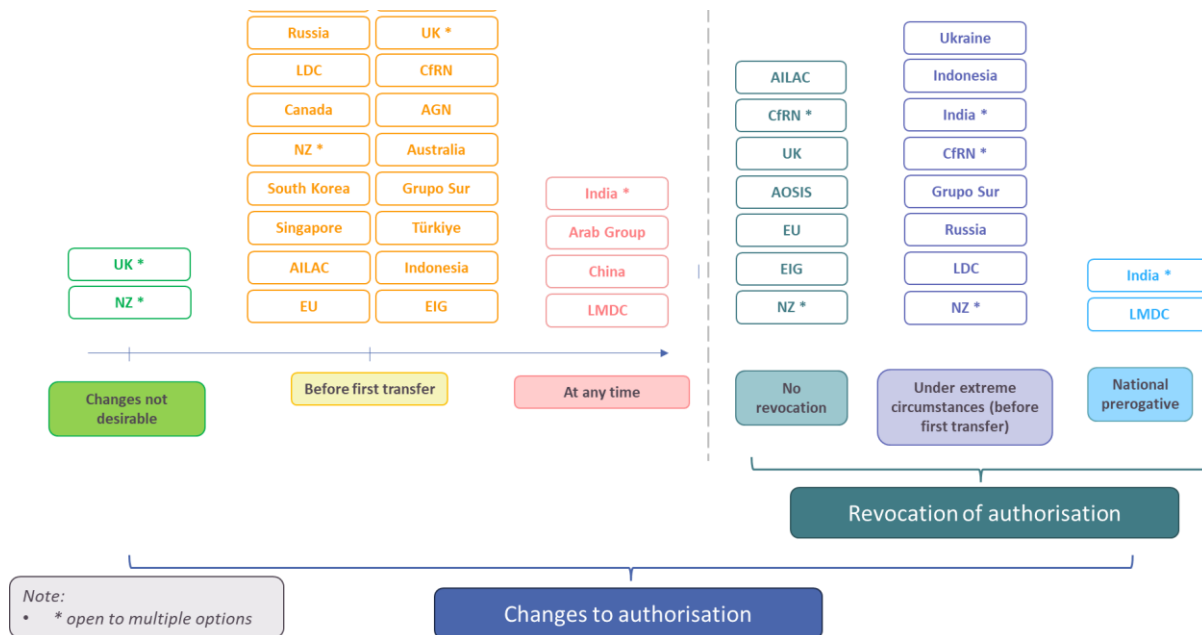 Russia
UK *
Ukraine
LDC
CfRN
AILAC
Indonesia
Canada
AGN
CfRN *
India *
NZ *
Australia
UK
CfRN *
South Korea
Grupo Sur
India *
AOSIS
Grupo Sur
Singapore
Türkiye
Arab Group
EU
Russia
UK *
AILAC
Indonesia
China
EIG
LDC
India *
NZ *
EU
EIG
LMDC
NZ *
NZ *
LMDC
Changes not
desirable
Before first transfer
At any time
No
revocation
Under extreme
circumstances (before
first transfer)
National
prerogative
Revocation of authorisation
Note:
• * open to multiple options
Changes to authorisation